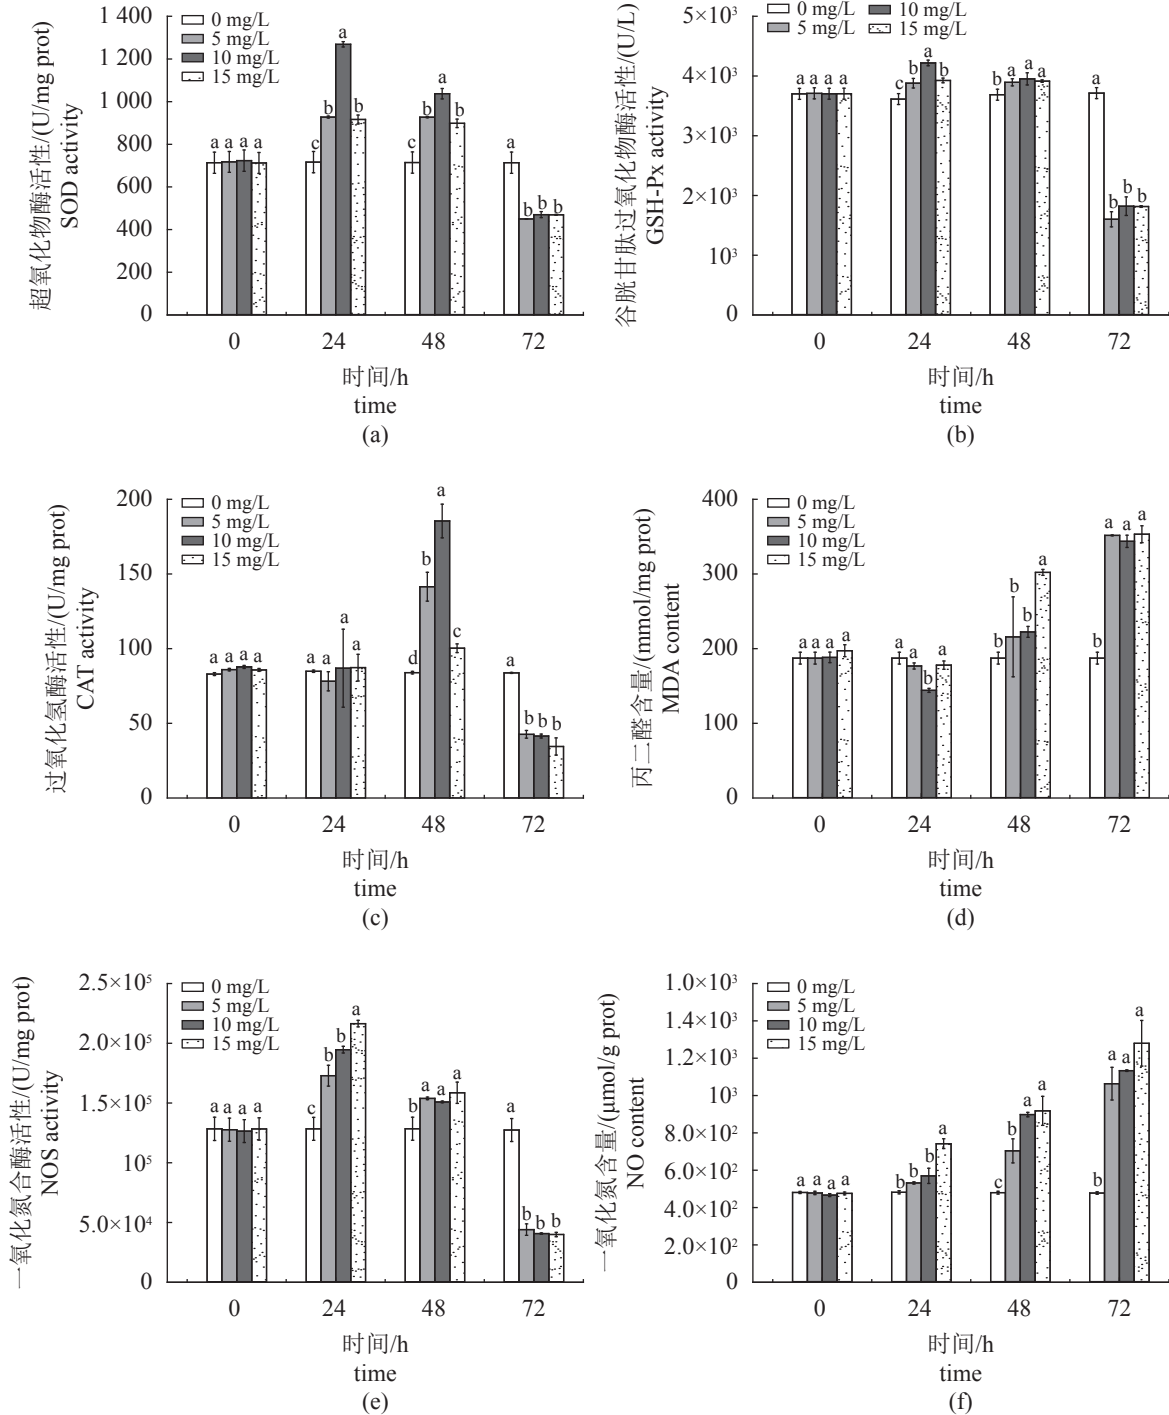 超氧化物酶活性/(U/mg prot)
SOD activity
1 400
1 200
1 000
800
600
400
200
0
0 mg/L
5 mg/L
10 mg/L
15 mg/L
a a a a
c b a b
c b a b
a b b b
0 24 48 72
时间/h
time
(a)
谷胱甘肽过氧化物酶活性/(U/L)
GSH-Px activity
5×10³
4×10³
3×10³
2×10³
10³
0
0 mg/L
5 mg/L
10 mg/L
15 mg/L
a a a a
c b a b
b a a a
a b b b
0 24 48 72
时间/h
time
(b)
过氧化氢酶活性/(U/mg prot)
CAT activity
200
150
100
50
0
0 mg/L
5 mg/L
10 mg/L
15 mg/L
a a a a
a a a a
d b a c
a b b b
0 24 48 72
时间/h
time
(c)
丙二醛含量/(mmol/mg prot)
MDA content
400
300
200
100
0
0 mg/L
5 mg/L
10 mg/L
15 mg/L
a a a a
a a b a
b b b a
b a a a
0 24 48 72
时间/h
time
(d)
一氧化氮合酶活性/(U/mg prot)
NOS activity
2.5×10⁵
2.0×10⁵
1.5×10⁵
10⁵
5.0×10⁴
0
0 mg/L
5 mg/L
10 mg/L
15 mg/L
a a a a
c b b a
b a a a
a b b b
0 24 48 72
时间/h
time
(e)
一氧化氮含量/(μmol/g prot)
NO content
1.0×10³
1.4×10³
1.2×10³
10³
8.0×10²
6.0×10²
4.0×10²
2.0×10²
0
0 mg/L
5 mg/L
10 mg/L
15 mg/L
a a a a
b b b a
c b a a
b a a a
0 24 48 72
时间/h
time
(f)